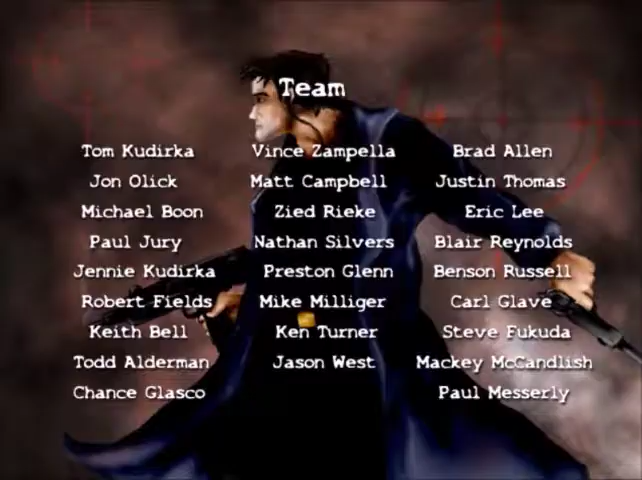 Team
Tom Kudirka Vince Zampella Brad Allen
Jon Olick Matt Campbell Justin Thomas
Michael Boon Zied Rieke Eric Lee
Paul Jury Nathan Silvers Blair Reynolds
Jennie Kudirka Preston Glenn Benson Russell
Robert Fields Mike Milliger Carl Glave
Keith Bell Ken Turner Steve Fukuda
Todd Alderman Jason West Mackey McCandlish
Chance Glasco Paul Messerly